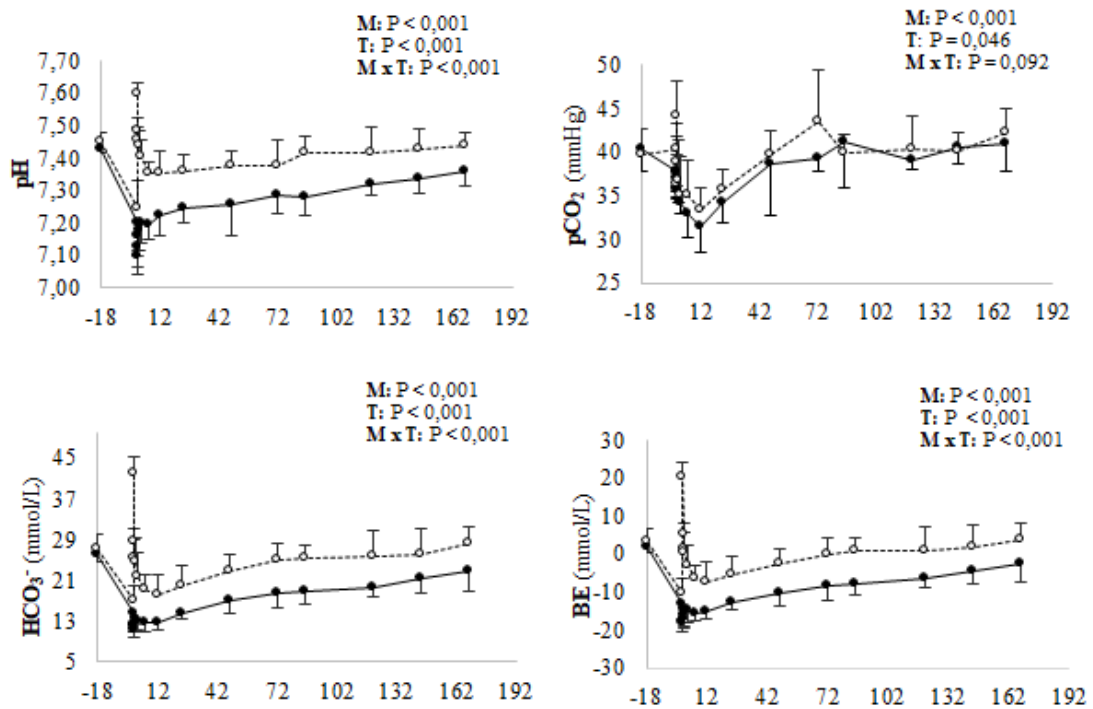 M: P < 0,001
T: P < 0,001
M x T: P < 0,001
pH
7,70
7,60
7,50
7,40
7,30
7,20
7,10
7,00
-18 12 42 72 102 132 162 192
M: P < 0,001
T: P = 0,046
M x T: P = 0,092
pCO₂ (mmHg)
50
45
40
35
30
25
-18 12 42 72 102 132 162 192
M: P < 0,001
T: P < 0,001
M x T: P < 0,001
HCO₃- (mmol/L)
45
37
29
21
13
5
-18 12 42 72 102 132 162 192
M: P < 0,001
T: P < 0,001
M x T: P < 0,001
BE (mmol/L)
30
20
10
0
-10
-20
-30
-18 12 42 72 102 132 162 192